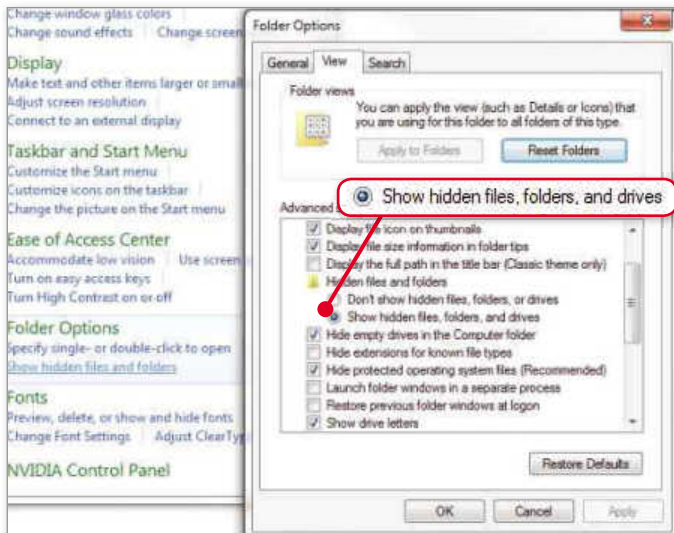 Change window glass colors
Change sound effects Change screen
Display
Make text and other items larger or small
Adjust screen resolution
Connect to an external display
Taskbar and Start Menu
Customize the Start menu
Customize icons on the taskbar
Change the picture on the Start menu
Ease of Access Center
Accommodate low vision Use screen
Turn on easy access keys
Turn High Contrast on or off
Folder Options
Specify single- or double-click to open
Show hidden files and folders
Fonts
Preview, delete, or show and hide fonts
Change Font Settings Adjust ClearTyp
NVIDIA Control Panel
Folder Options
General View Search
Folder views
You can apply the view (such as Details or Icons) that
you are using for this folder to all folders of this type.
Apply to Folders Reset Folders
Show hidden files, folders, and drives
Advanced
Display file icon on thumbnails
Display file size information in folder tips
Display the full path in the title bar (Classic theme only)
Hidden files and folders
Don't show hidden files, folders, or drives
Show hidden files, folders, and drives
Hide empty drives in the Computer folder
Hide extensions for known file types
Hide protected operating system files (Recommended)
Launch folder windows in a separate process
Restore previous folder windows at logon
Show drive letters
Restore Defaults
OK Cancel Apply